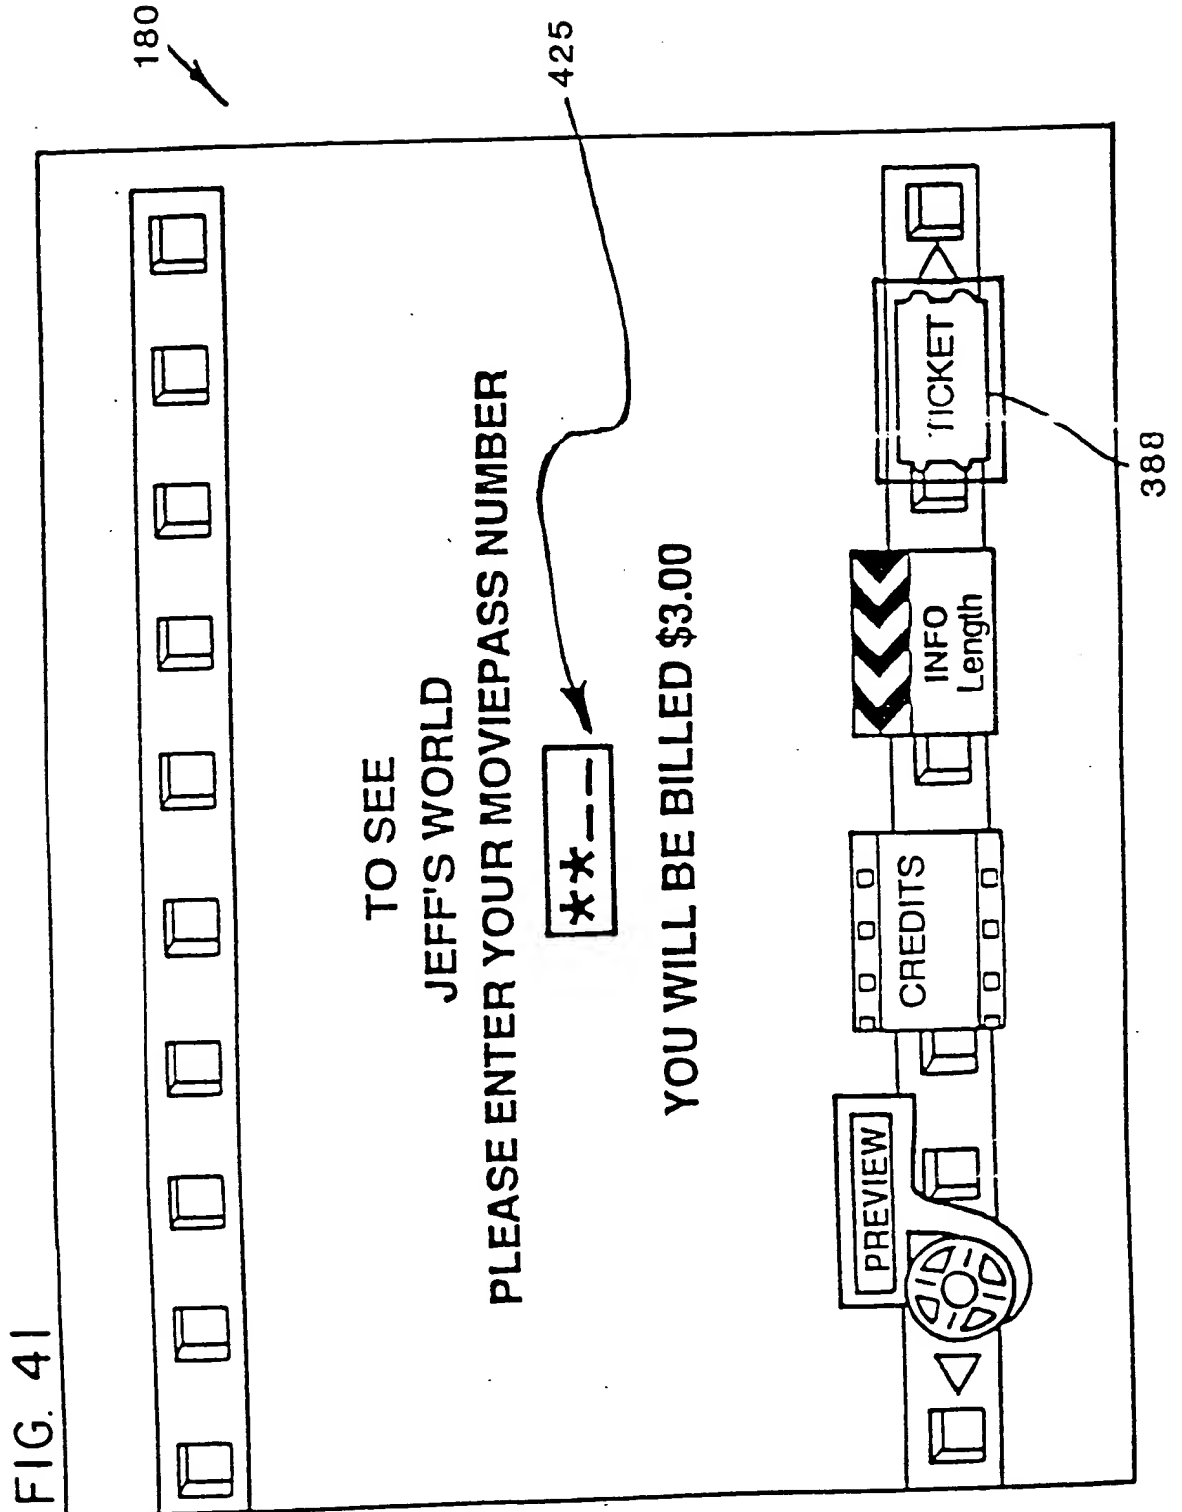 FIG. 41
180
TO SEE
JEFF'S WORLD
PLEASE ENTER YOUR MOVIEPASS NUMBER
425
**__
YOU WILL BE BILLED $3.00
PREVIEW
CREDITS
INFO
Length
TICKET
388